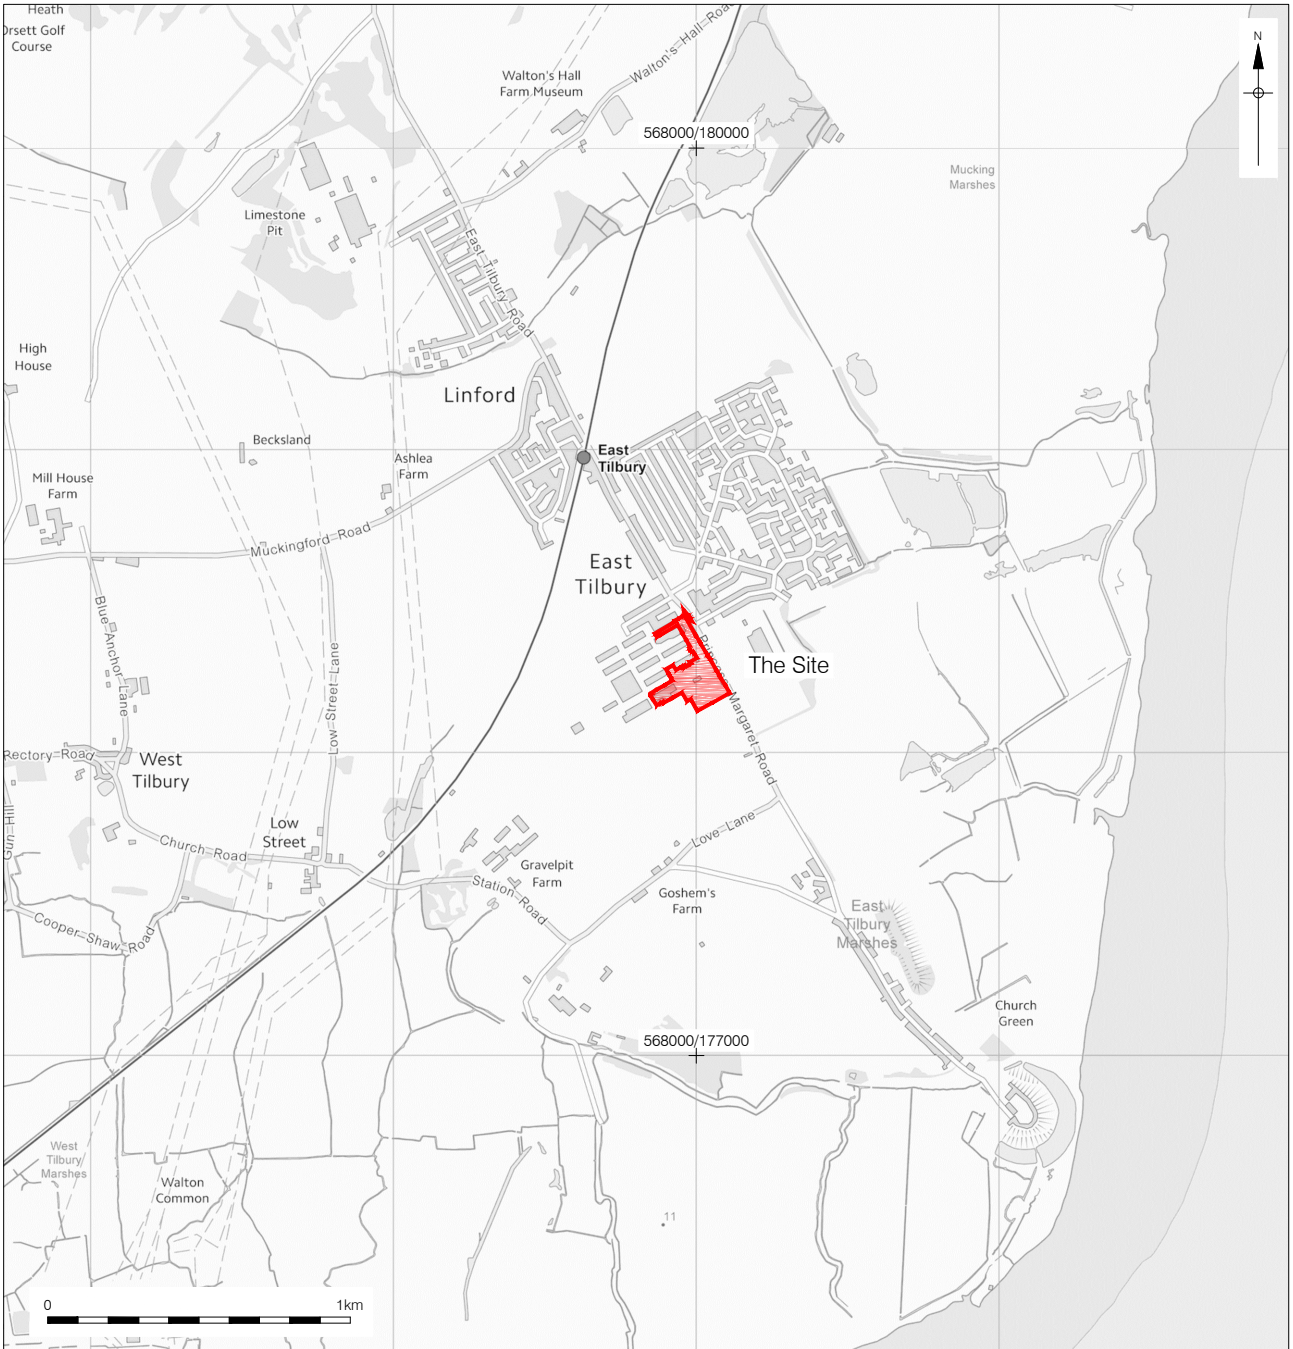 Heath
Orsett Golf
Course
Walton's Hall
Farm Museum
Walton's Hall Road
N
568000/180000
Mucking
Marshes
Limestone
Pit
East Tilbury Road
High
House
Linford
Becksland
Ashlea
Farm
East
Tilbury
Mill House
Farm
Muckingford Road
East
Tilbury
Blue Anchor Lane
Low Street Lane
The Site
Princess Margaret Road
Rectory Road
West
Tilbury
Gun Hill
Low
Street
Church Road
Love Lane
Gravelpit
Farm
Station Road
Goshem's
Farm
East
Tilbury
Marshes
Cooper Shaw Road
Church
Green
568000/177000
West
Tilbury
Marshes
Walton
Common
11
0 1km